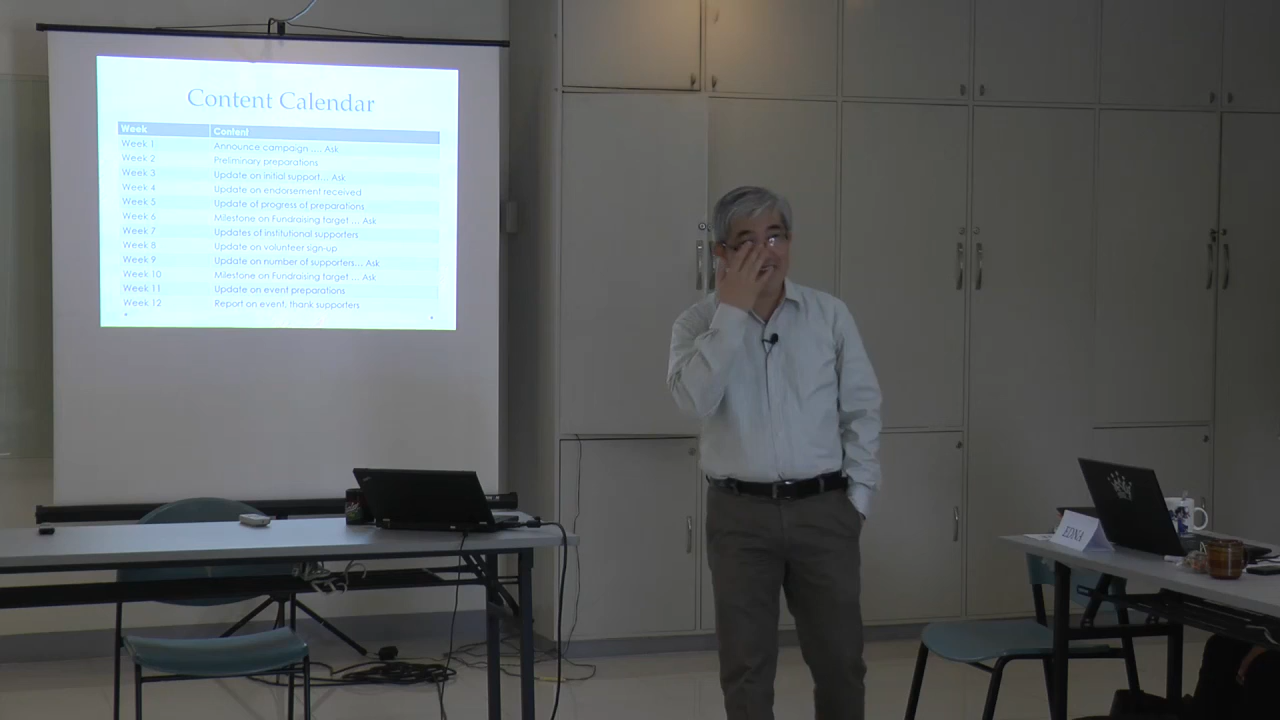 Content Calendar
Week Content
Week 1 Announce campaign .... Ask
Week 2 Preliminary preparations
Week 3 Update on initial support... Ask
Week 4 Update on endorsement received
Week 5 Update of progress of preparations
Week 6 Milestone on Fundraising target ... Ask
Week 7 Updates of institutional supporters
Week 8 Update on volunteer sign-up
Week 9 Update on number of supporters... Ask
Week 10 Milestone on Fundraising target ... Ask
Week 11 Update on event preparations
Week 12 Report on event, thank supporters
EDNA